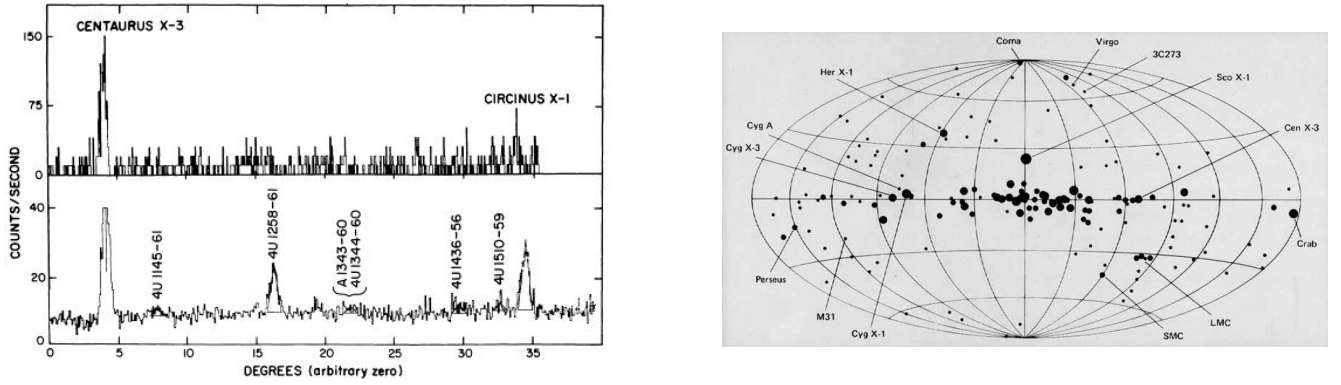 CENTAURUS X-3
CIRCINUS X-1
150
75
0
COUNTS/SECOND
4U 1145-61
4U 1258-61
A 1343-60
4U 1344-60
4U 1436-56
4U 1510-59
40
20
0
0 5 10 15 20 25 30 35
DEGREES (arbitrary zero)
Coma
Virgo
3C273
Her X-1
Sco X-1
Cyg A
Cen X-3
Cyg X-3
Crab
Perseus
M31
Cyg X-1
LMC
SMC